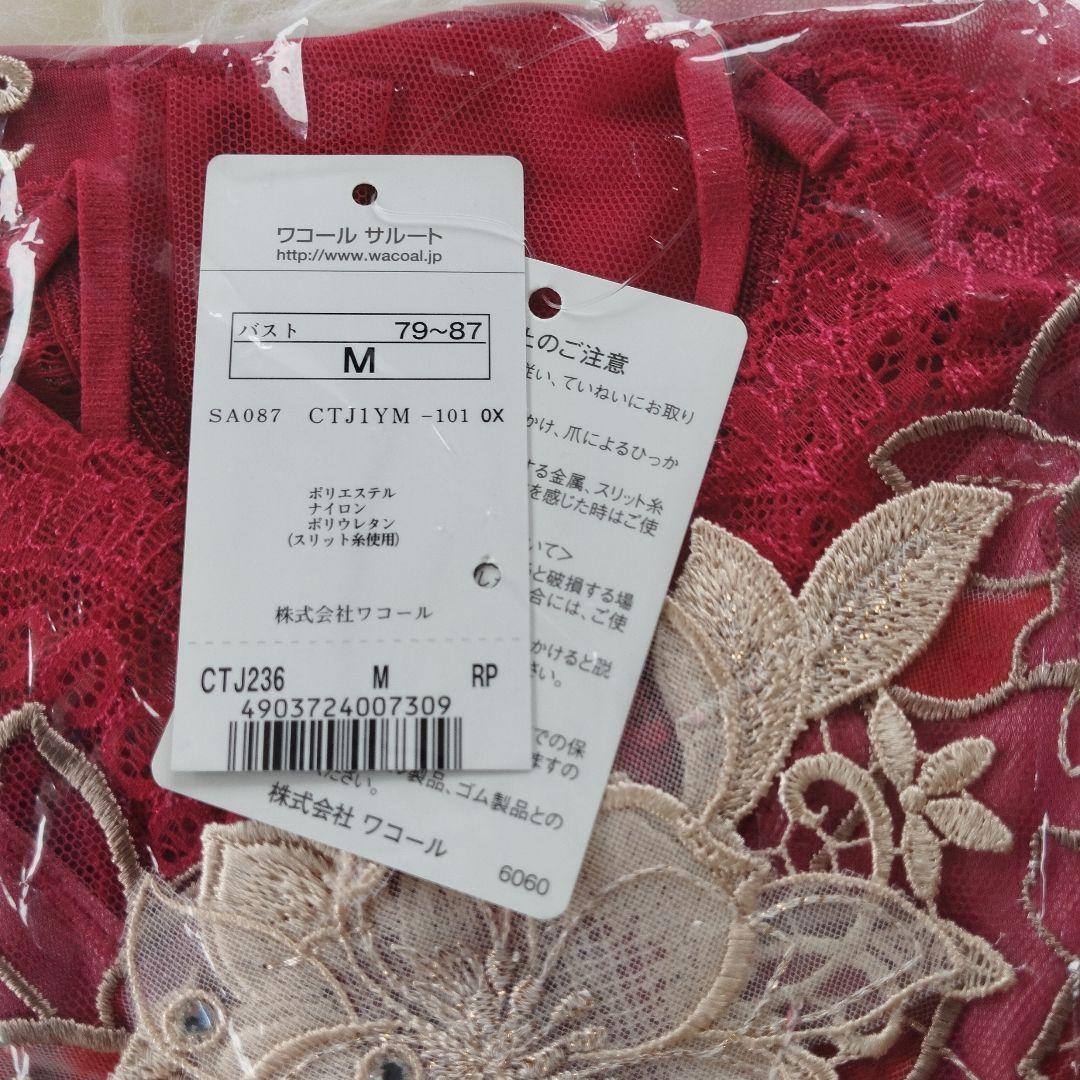 ワコール サルート
http://www.wacoal.jp
バスト 79~87
M
SA087 CTJ1YM -101 OX
ポリエステル
ナイロン
ポリウレタン
(スリット糸使用)
株式会社ワコール
CTJ236 M RP
4903724007309
上のご注意
従い、ていねいにお取り
かけ、爪によるひっか
する金属、スリット糸
を感じた時はご使
いて>
と破損する場
合には、ご使
かけると説
さい。
での保
ますの
ださい。
製品、ゴム製品との
株式会社 ワコール
6060